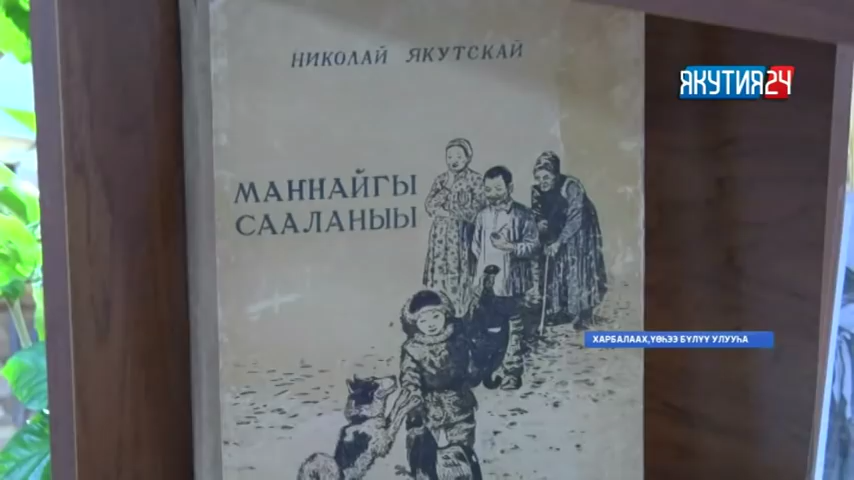 НИКОЛАЙ ЯКУТСКАЙ
ЯКУТИЯ24
МАҤНАЙГЫ
СААЛАНЫЫ
ХАРБАЛААХ,ҮӨҺЭЭ БҮЛҮҮ УЛУУҺА